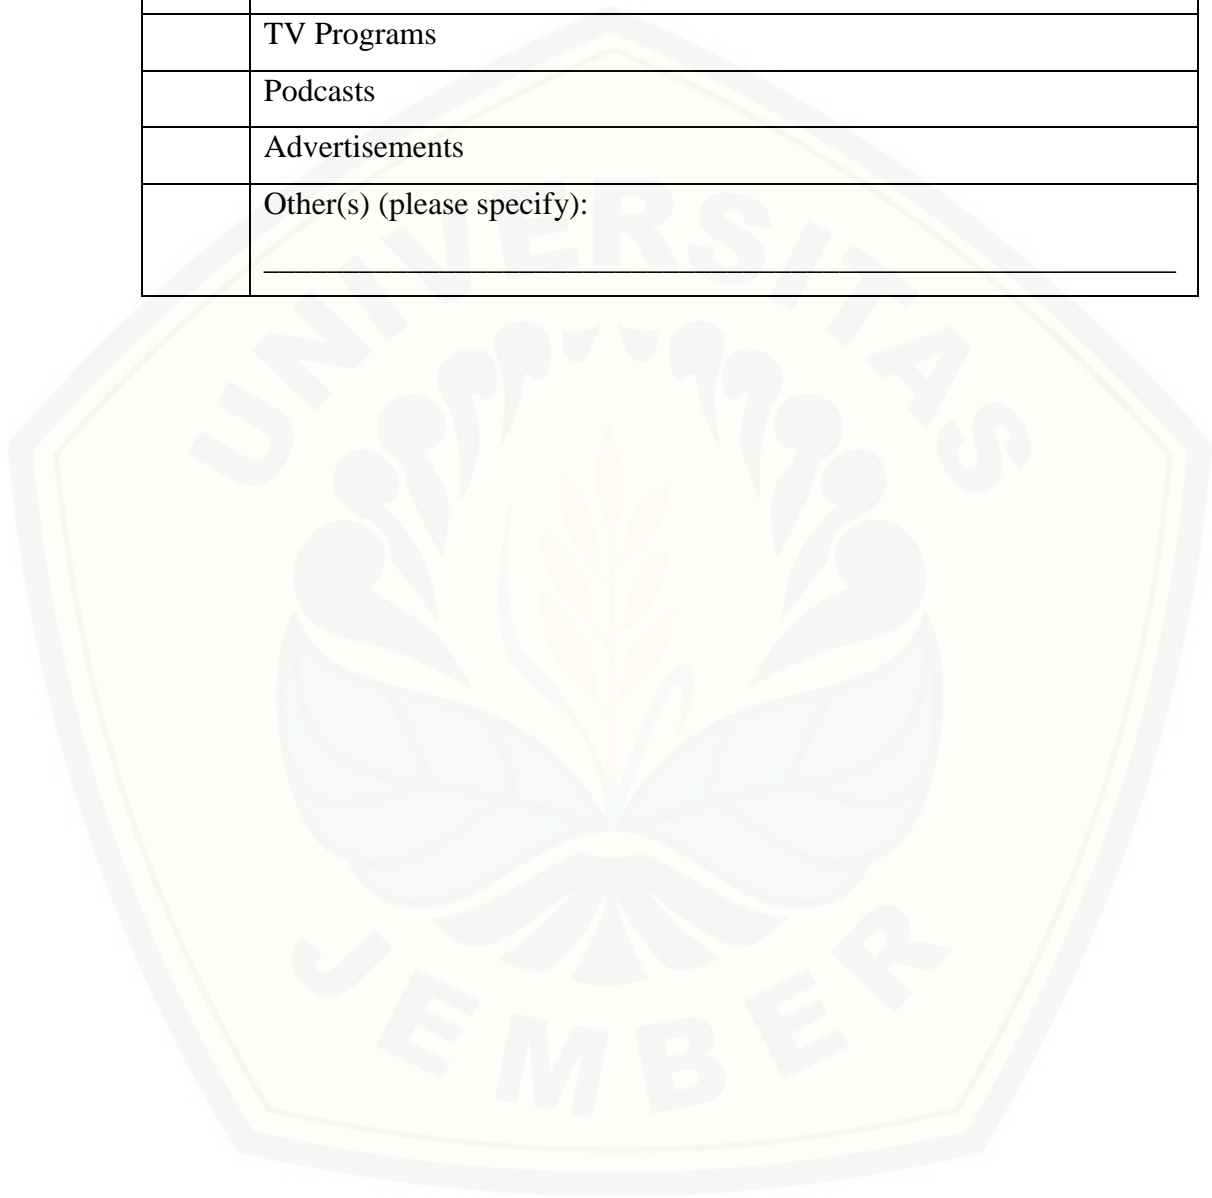 TV Programs
Podcasts
Advertisements
Other(s) (please specify):
UNIVERSITAS
JEMBER